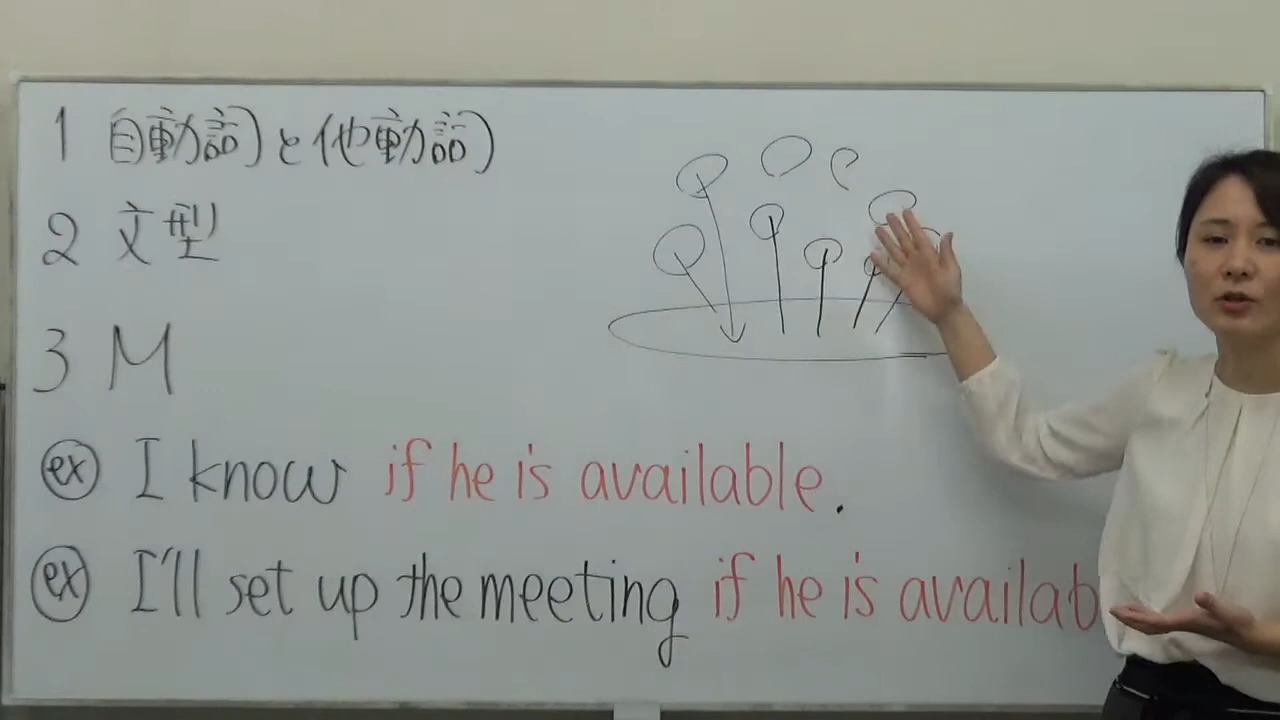 1 自動詞と他動詞
2 文型
3 M
ex I know if he is available.
ex I'll set up the meeting if he is availab